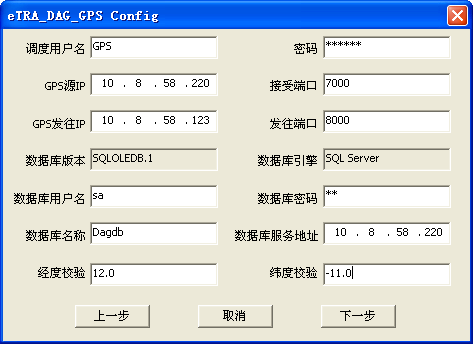 eTRA_DAG_GPS Config
调度用户名 GPS 密码 ******
GPS源IP 10 . 8 . 58 . 220 接受端口 7000
GPS发往IP 10 . 8 . 58 . 123 发往端口 8000
数据库版本 SQLOLEDB.1 数据库引擎 SQL Server
数据库用户名 sa 数据库密码 **
数据库名称 Dagdb 数据库服务地址 10 . 8 . 58 . 220
经度校验 12.0 纬度校验 -11.0
上一步 取消 下一步